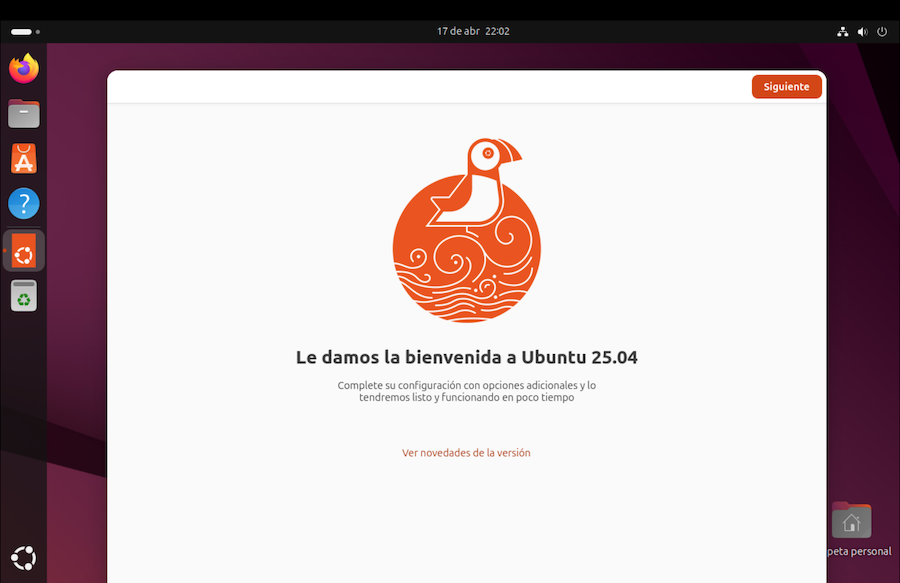 17 de abr 22:02
Siguiente
Le damos la bienvenida a Ubuntu 25.04
Complete su configuración con opciones adicionales y lo
tendremos listo y funcionando en poco tiempo
Ver novedades de la versión
peta personal